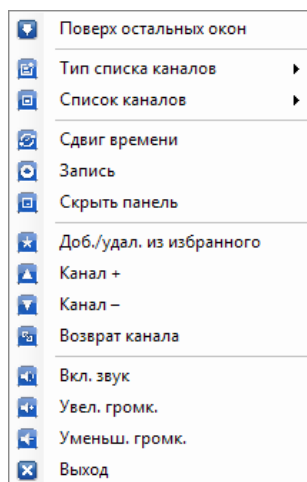 Поверх остальных окон
Тип списка каналов
Список каналов
Сдвиг времени
Запись
Скрыть панель
Доб./удал. из избранного
Канал +
Канал –
Возврат канала
Вкл. звук
Увел. громк.
Уменьш. громк.
Выход